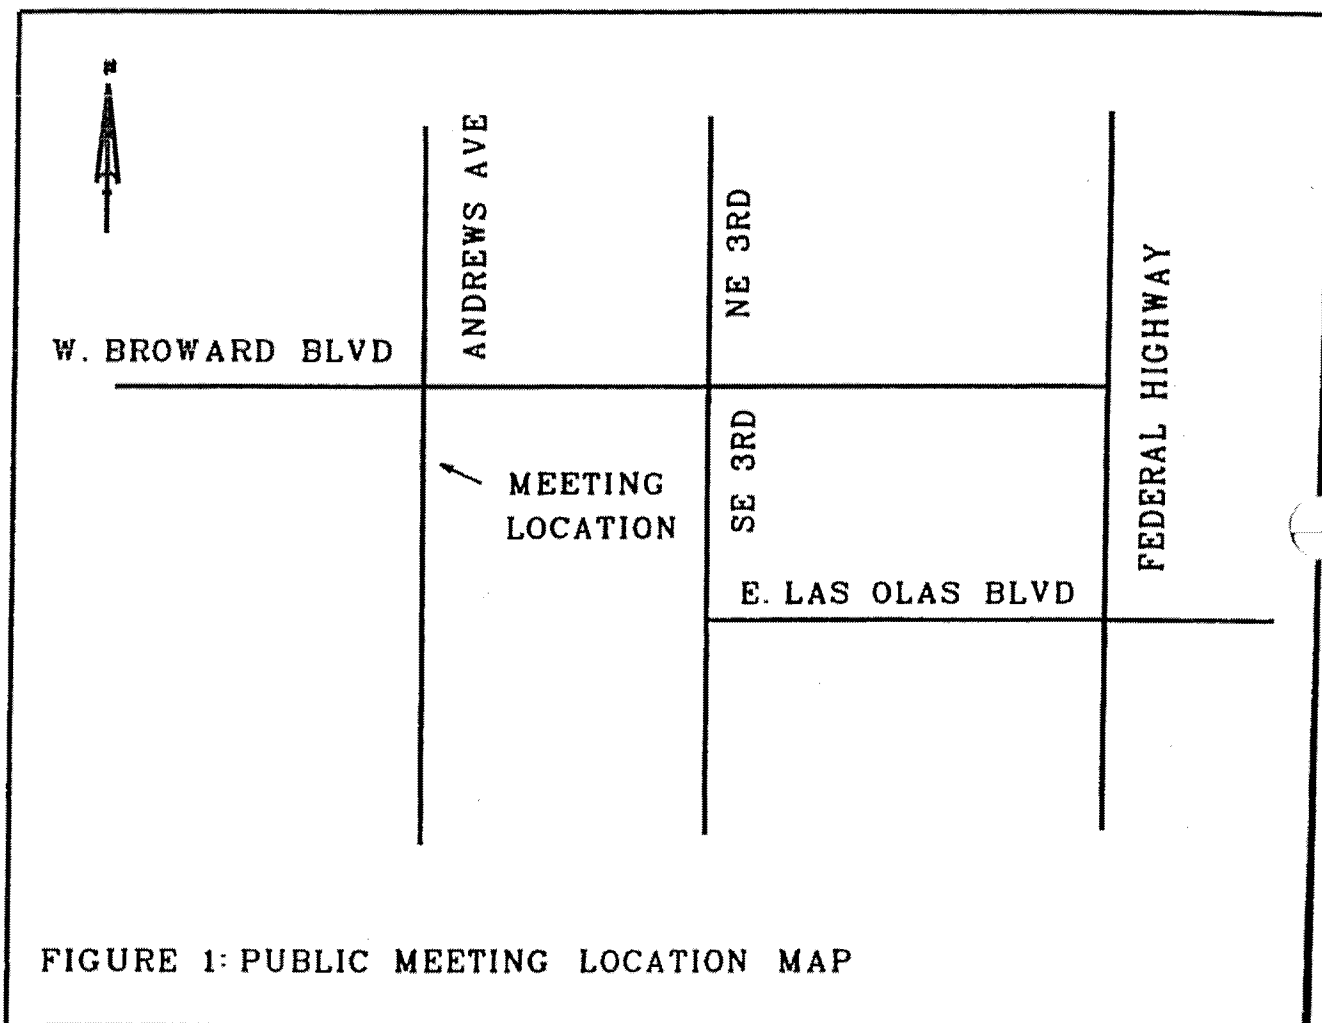 N
ANDREWS AVE
NE 3RD
FEDERAL HIGHWAY
W. BROWARD BLVD
SE 3RD
MEETING
LOCATION
E. LAS OLAS BLVD
FIGURE 1: PUBLIC MEETING LOCATION MAP